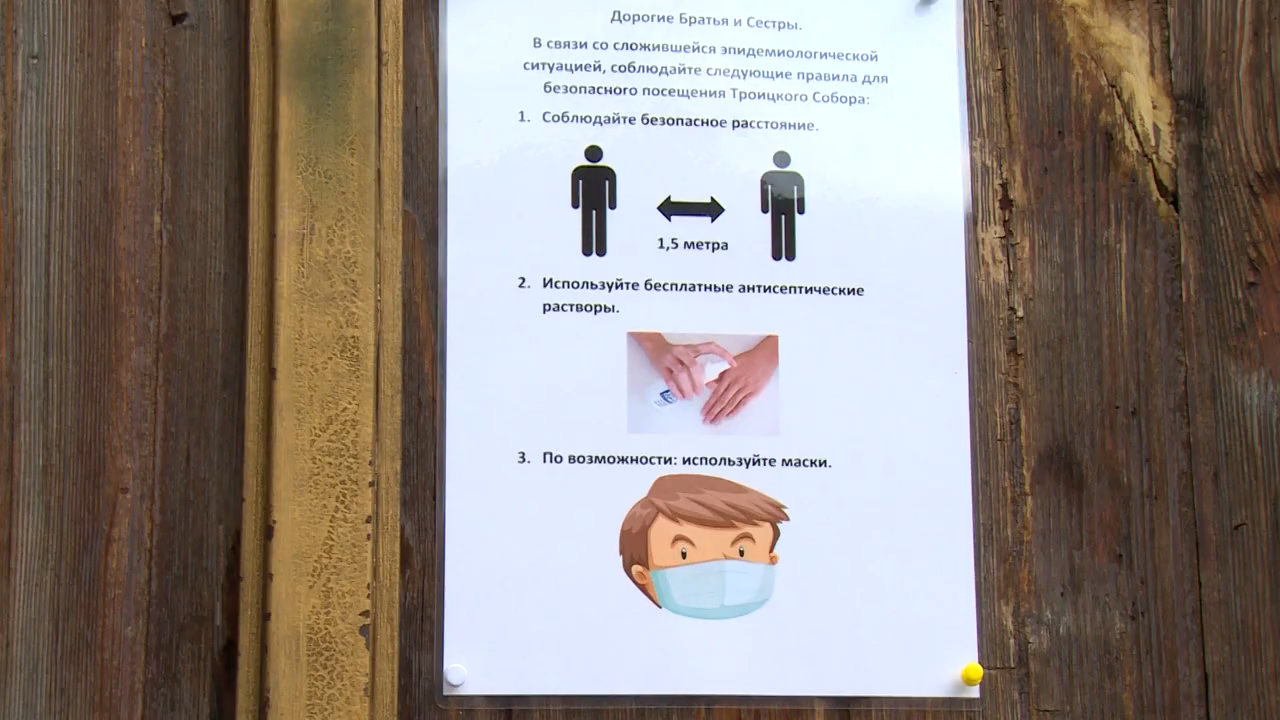 Дорогие Братья и Сестры.
В связи со сложившейся эпидемиологической
ситуацией, соблюдайте следующие правила для
безопасного посещения Троицкого Собора:
1. Соблюдайте безопасное расстояние.
1,5 метра
2. Используйте бесплатные антисептические
растворы.
3. По возможности: используйте маски.